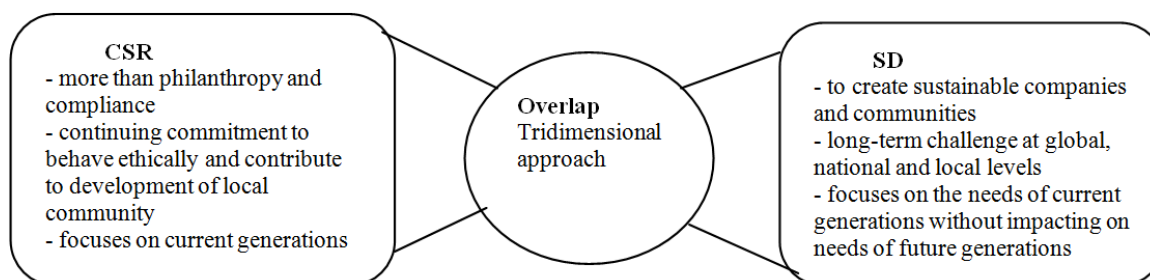 CSR
- more than philanthropy and
compliance
- continuing commitment to
behave ethically and contribute
to development of local
community
- focuses on current generations
Overlap
Tridimensional
approach
SD
- to create sustainable companies
and communities
- long-term challenge at global,
national and local levels
- focuses on the needs of current
generations without impacting on
needs of future generations